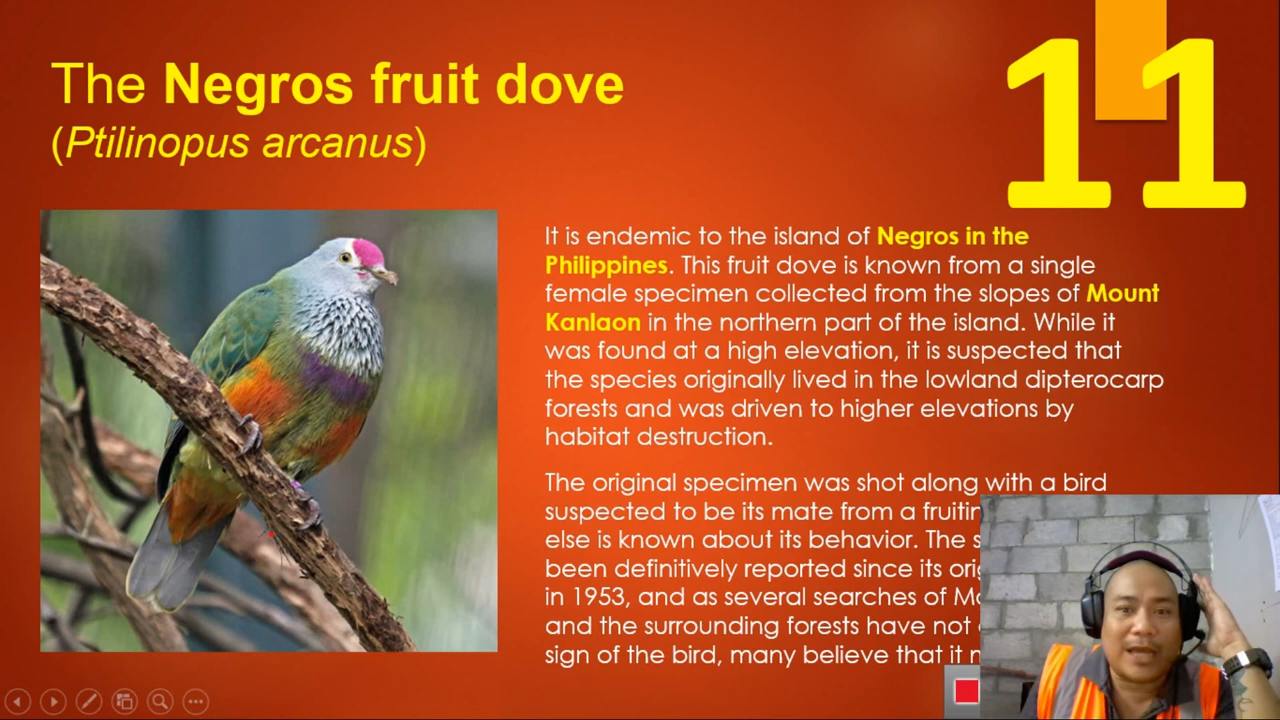 The Negros fruit dove
(Ptilinopus arcanus)
11
It is endemic to the island of Negros in the
Philippines. This fruit dove is known from a single
female specimen collected from the slopes of Mount
Kanlaon in the northern part of the island. While it
was found at a high elevation, it is suspected that
the species originally lived in the lowland dipterocarp
forests and was driven to higher elevations by
habitat destruction.
The original specimen was shot along with a bird
suspected to be its mate from a
else is known about its behavior. The
been definitively reported since its
in 1953, and as several searches of
and the surrounding forests have not
sign of the bird, many believe that it